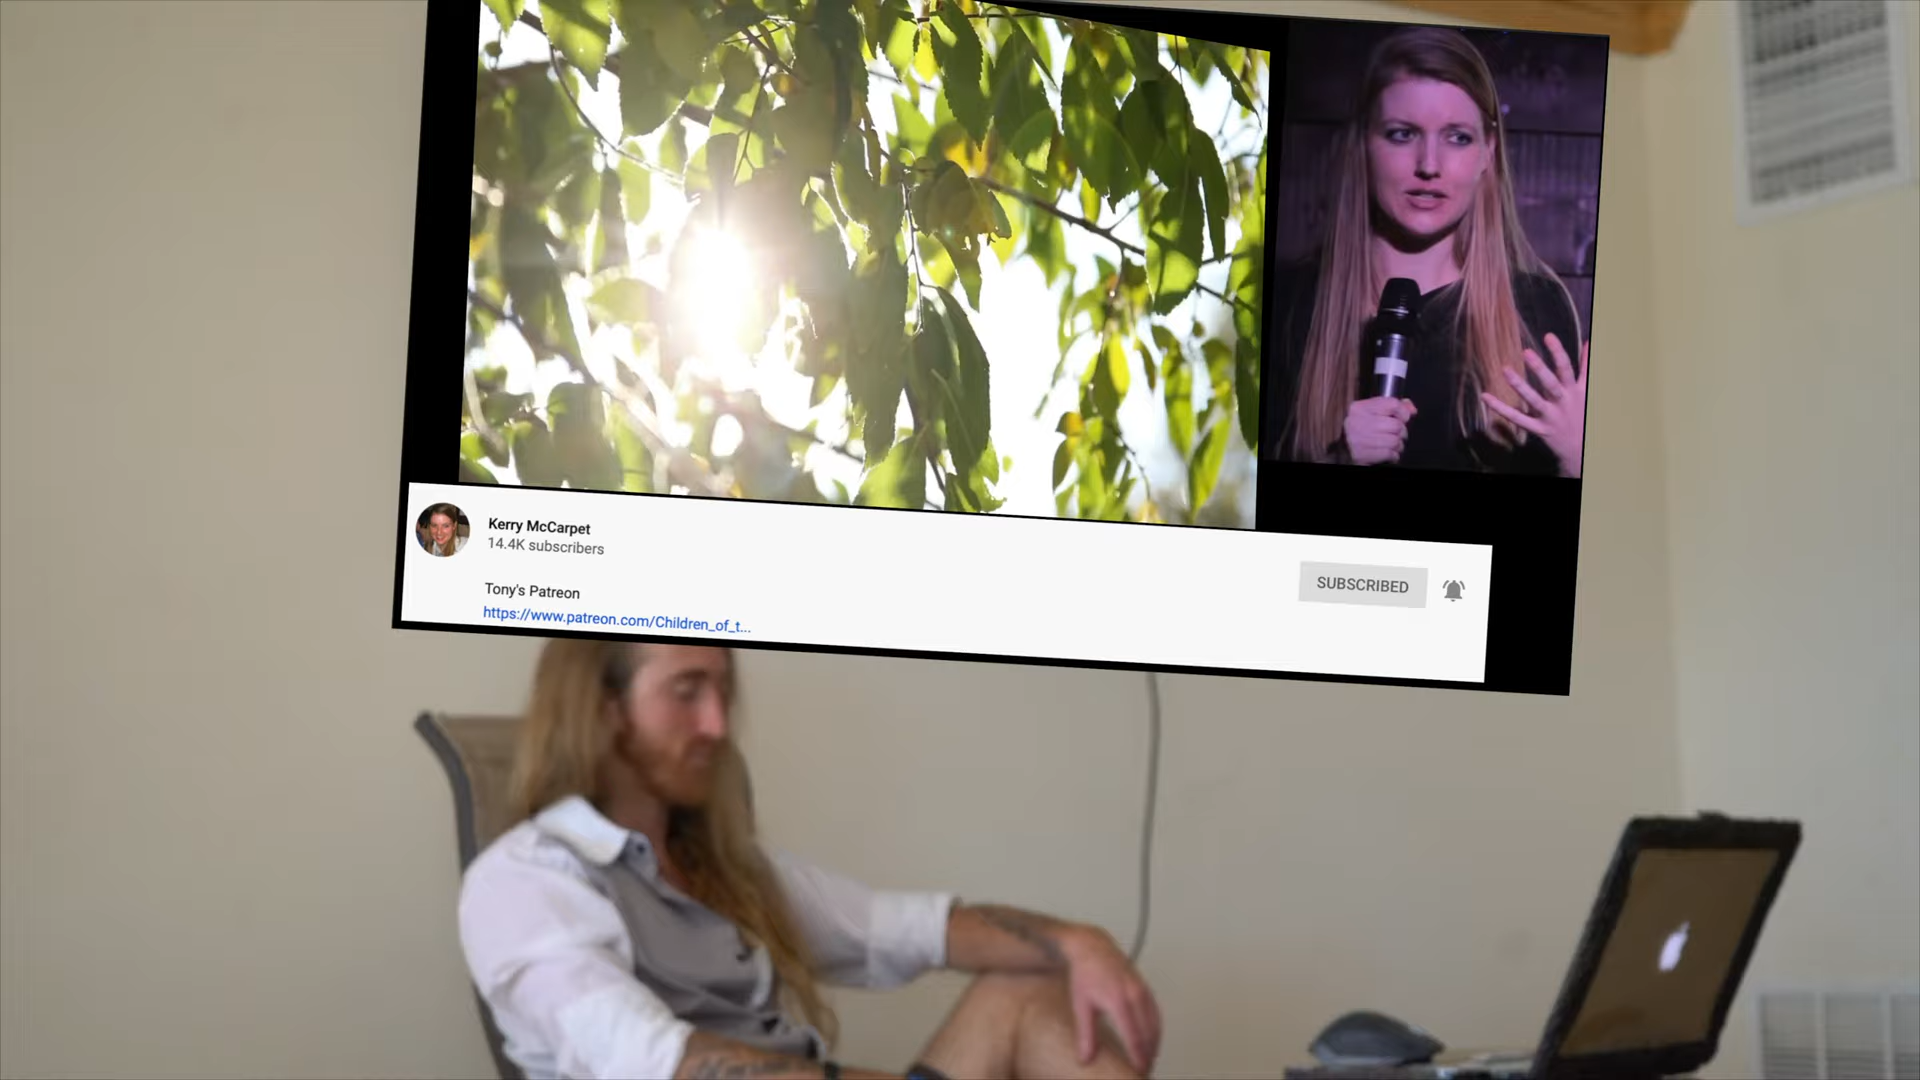 Kerry McCarpet
14.4K subscribers
SUBSCRIBED
Tony's Patreon
https://www.patreon.com/Children_of_t...